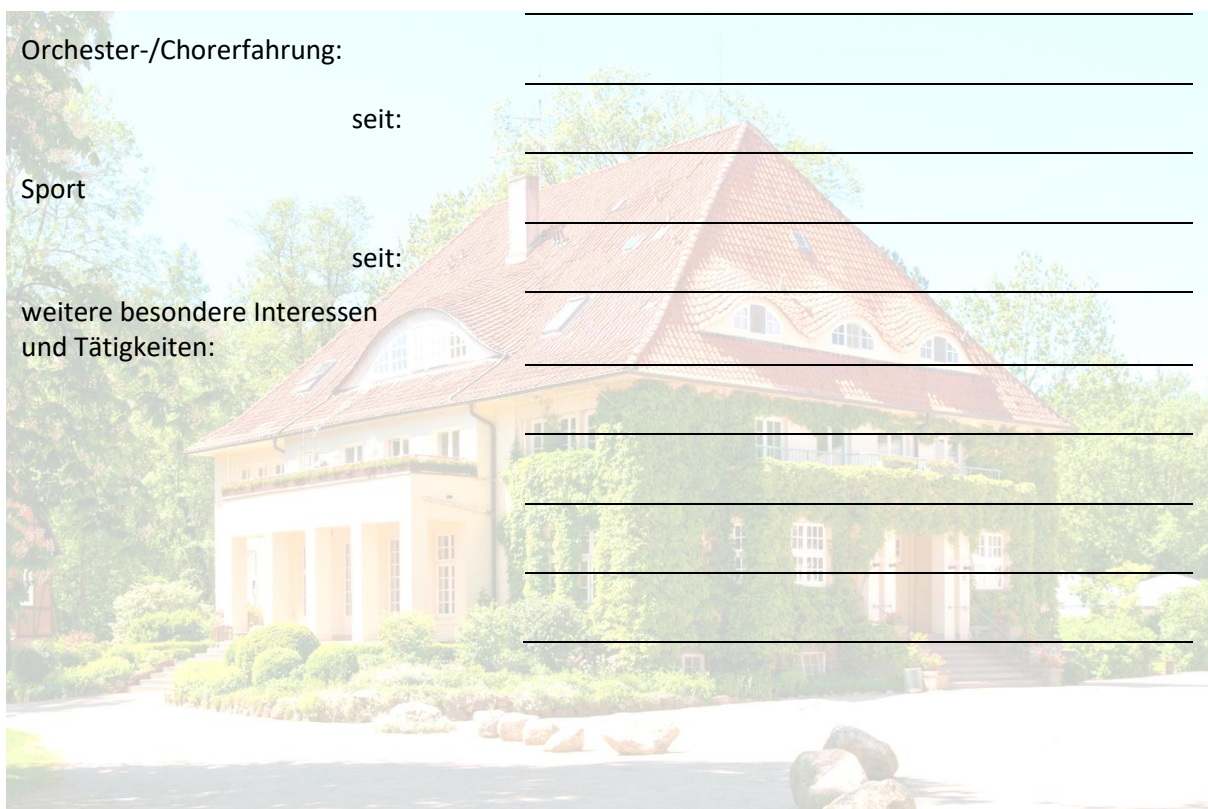 Orchester-/Chorerfahrung:
seit:
Sport
seit:
weitere besondere Interessen
und Tätigkeiten: